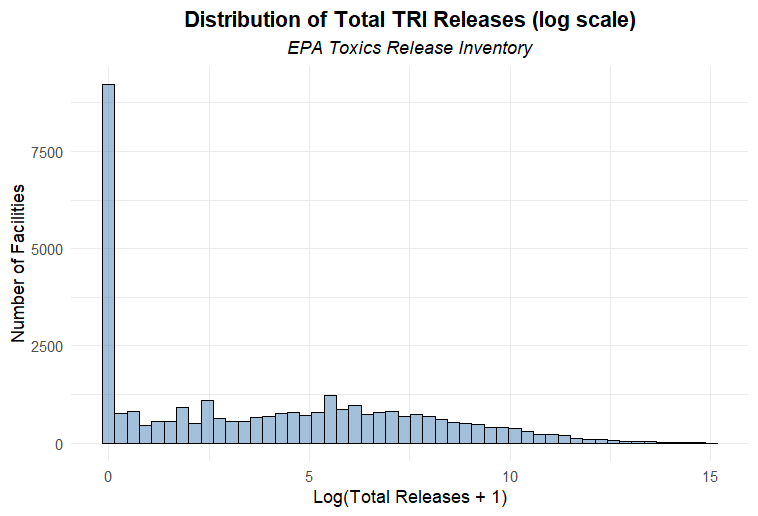 Distribution of Total TRI Releases (log scale)
EPA Toxics Release Inventory
Number of Facilities
7500
5000
2500
0
0 5 10 15
Log(Total Releases + 1)